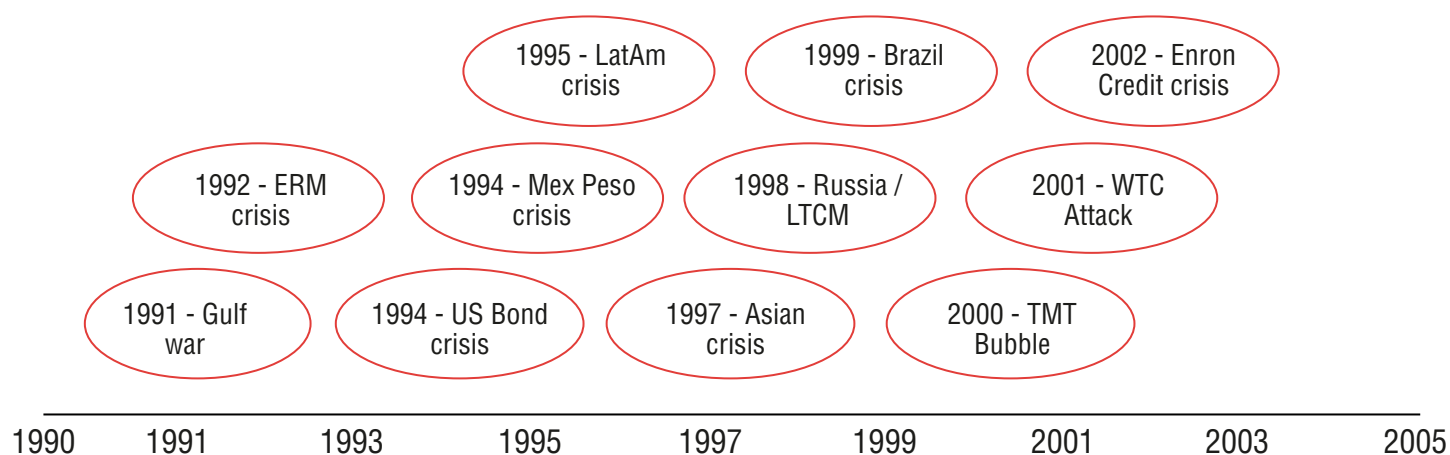 1995 - LatAm
crisis
1999 - Brazil
crisis
2002 - Enron
Credit crisis
1992 - ERM
crisis
1994 - Mex Peso
crisis
1998 - Russia /
LTCM
2001 - WTC
Attack
1991 - Gulf
war
1994 - US Bond
crisis
1997 - Asian
crisis
2000 - TMT
Bubble
1990 1991 1993 1995 1997 1999 2001 2003 2005